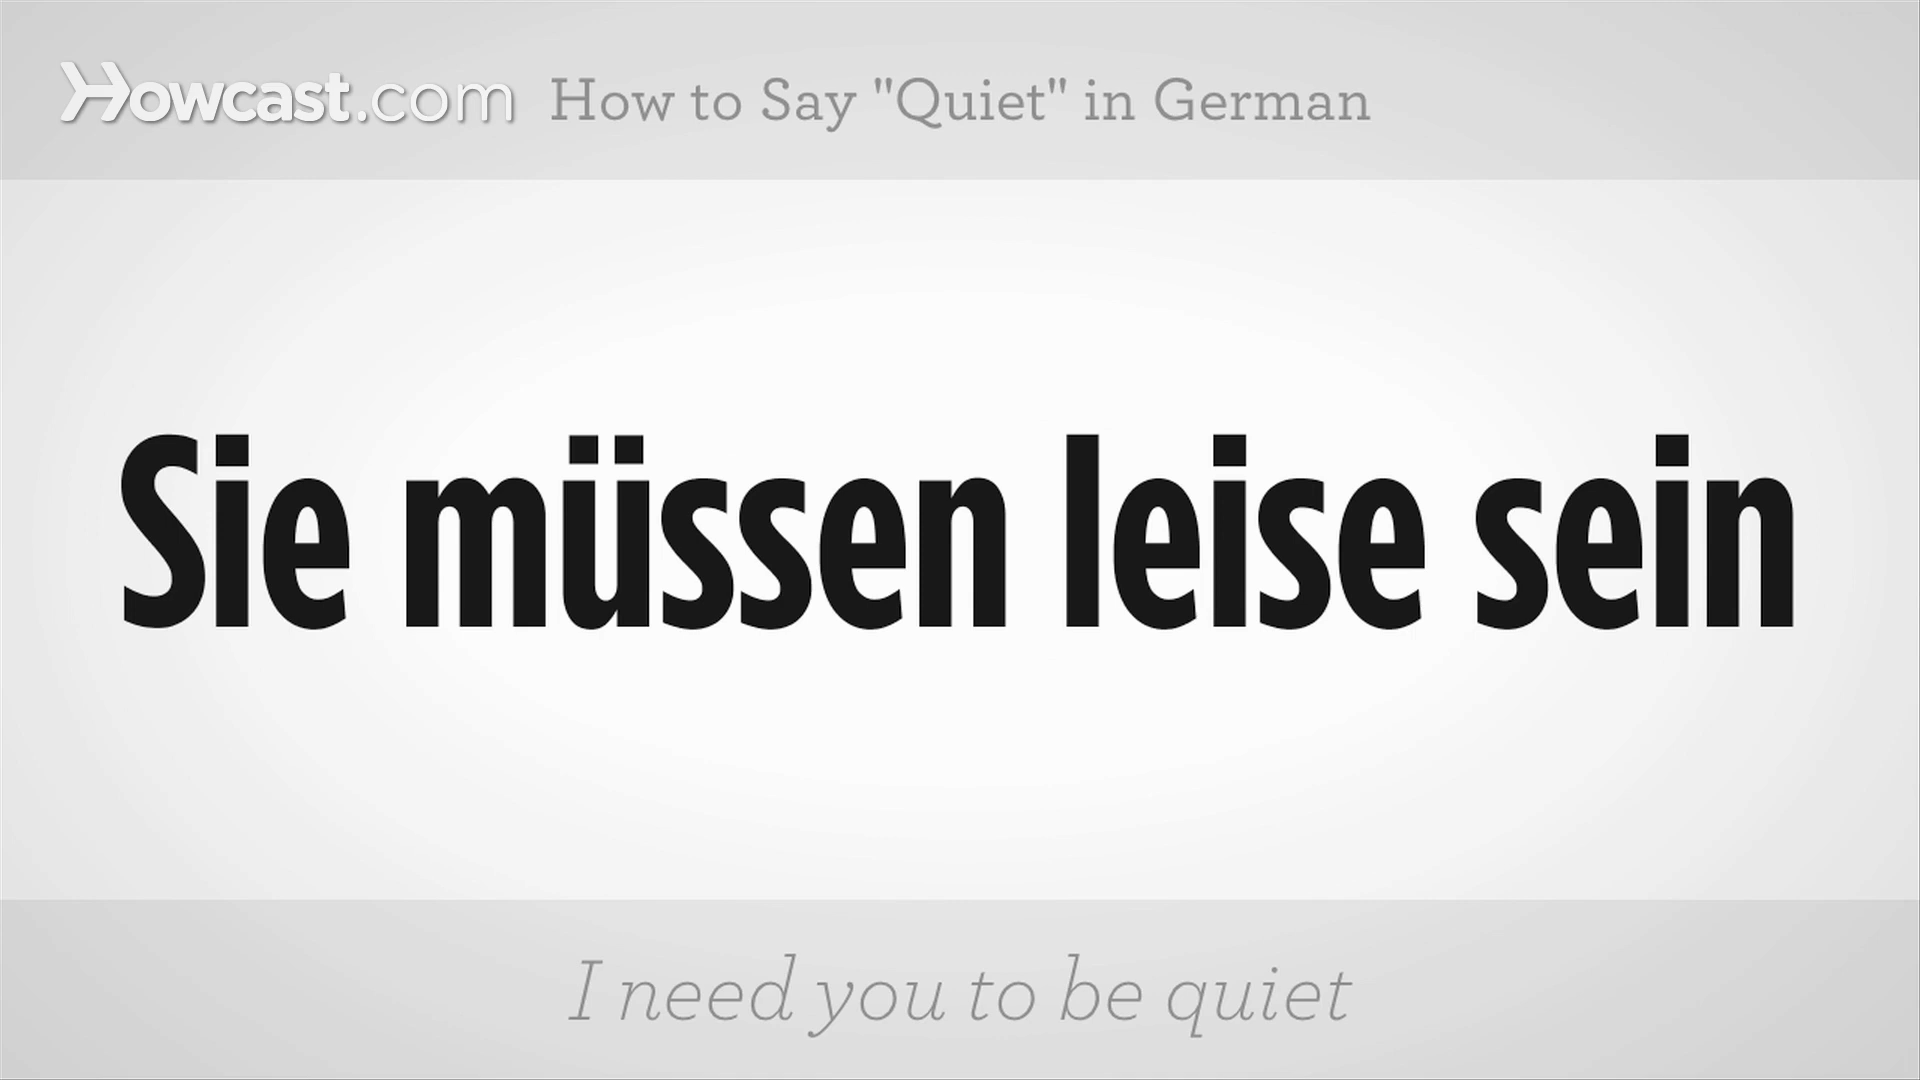 Howcast.com How to Say "Quiet" in German
Sie müssen leise sein
I need you to be quiet